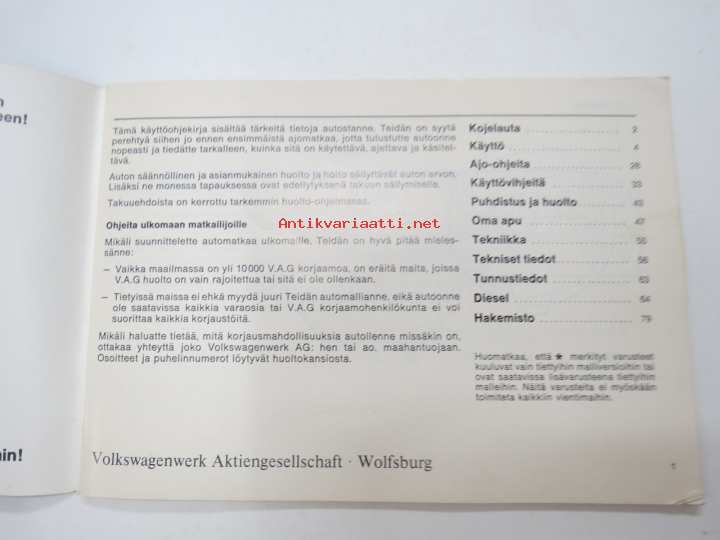 een!
Tämä käyttöohjekirja sisältää tärkeitä tietoja autostanne. Teidän on syytä
perehtyä siihen jo ennen ensimmäistä ajomatkaa, jotta tutustutte autoonne
nopeasti ja tiedätte tarkalleen, kuinka sitä on käytettävä, ajettava ja käsitel-
tävä.
Auton säännöllinen ja asianmukainen huolto ja hoito säilyttävät auton arvon.
Lisäksi ne monessa tapauksessa ovat edellytyksenä takuun säilymiselle.
Takuuehdoista on kerrottu tarkemmin huolto-ohjelmassa.
Antikvariaatti.net
Ohjeita ulkomaan matkailijoille
Mikäli suunnittelette automatkaa ulkomaille, Teidän on hyvä pitää mieles-
sänne:
— Vaikka maailmassa on yli 10 000 V.A.G korjaamoa, on eräitä maita, joissa
V.A.G huolto on vain rajoitettua tai sitä ei ole ollenkaan.
— Tietyissä maissa ei ehkä myydä juuri Teidän automallianne, eikä autoonne
ole saatavissa kaikkia varaosia tai V.A.G korjaamohenkilökunta ei voi
suorittaa kaikkia korjaustöitä.
Mikäli haluatte tietää, mitä korjausmahdollisuuksia autollenne missäkin on,
ottakaa yhteyttä joko Volkswagenwerk AG: hen tai ao. maahantuojaan.
Osoitteet ja puhelinnumerot löytyvät huoltokansiosta.
Kojelauta 2
Käyttö 4
Ajo-ohjeita 28
Käyttövihjeitä 33
Puhdistus ja huolto 43
Oma apu 47
Tekniikka 55
Tekniset tiedot 56
Tunnustiedot 63
Diesel 64
Hakemisto 79
Huomatkaa, että ★ merkityt varusteet
kuuluvat vain tiettyihin malliversioihin tai
ovat saatavissa lisävarusteena tiettyihin
malleihin. Näitä varusteita ei myöskään
toimiteta kaikkiin vientimaihin.
in!
Volkswagenwerk Aktiengesellschaft · Wolfsburg
1